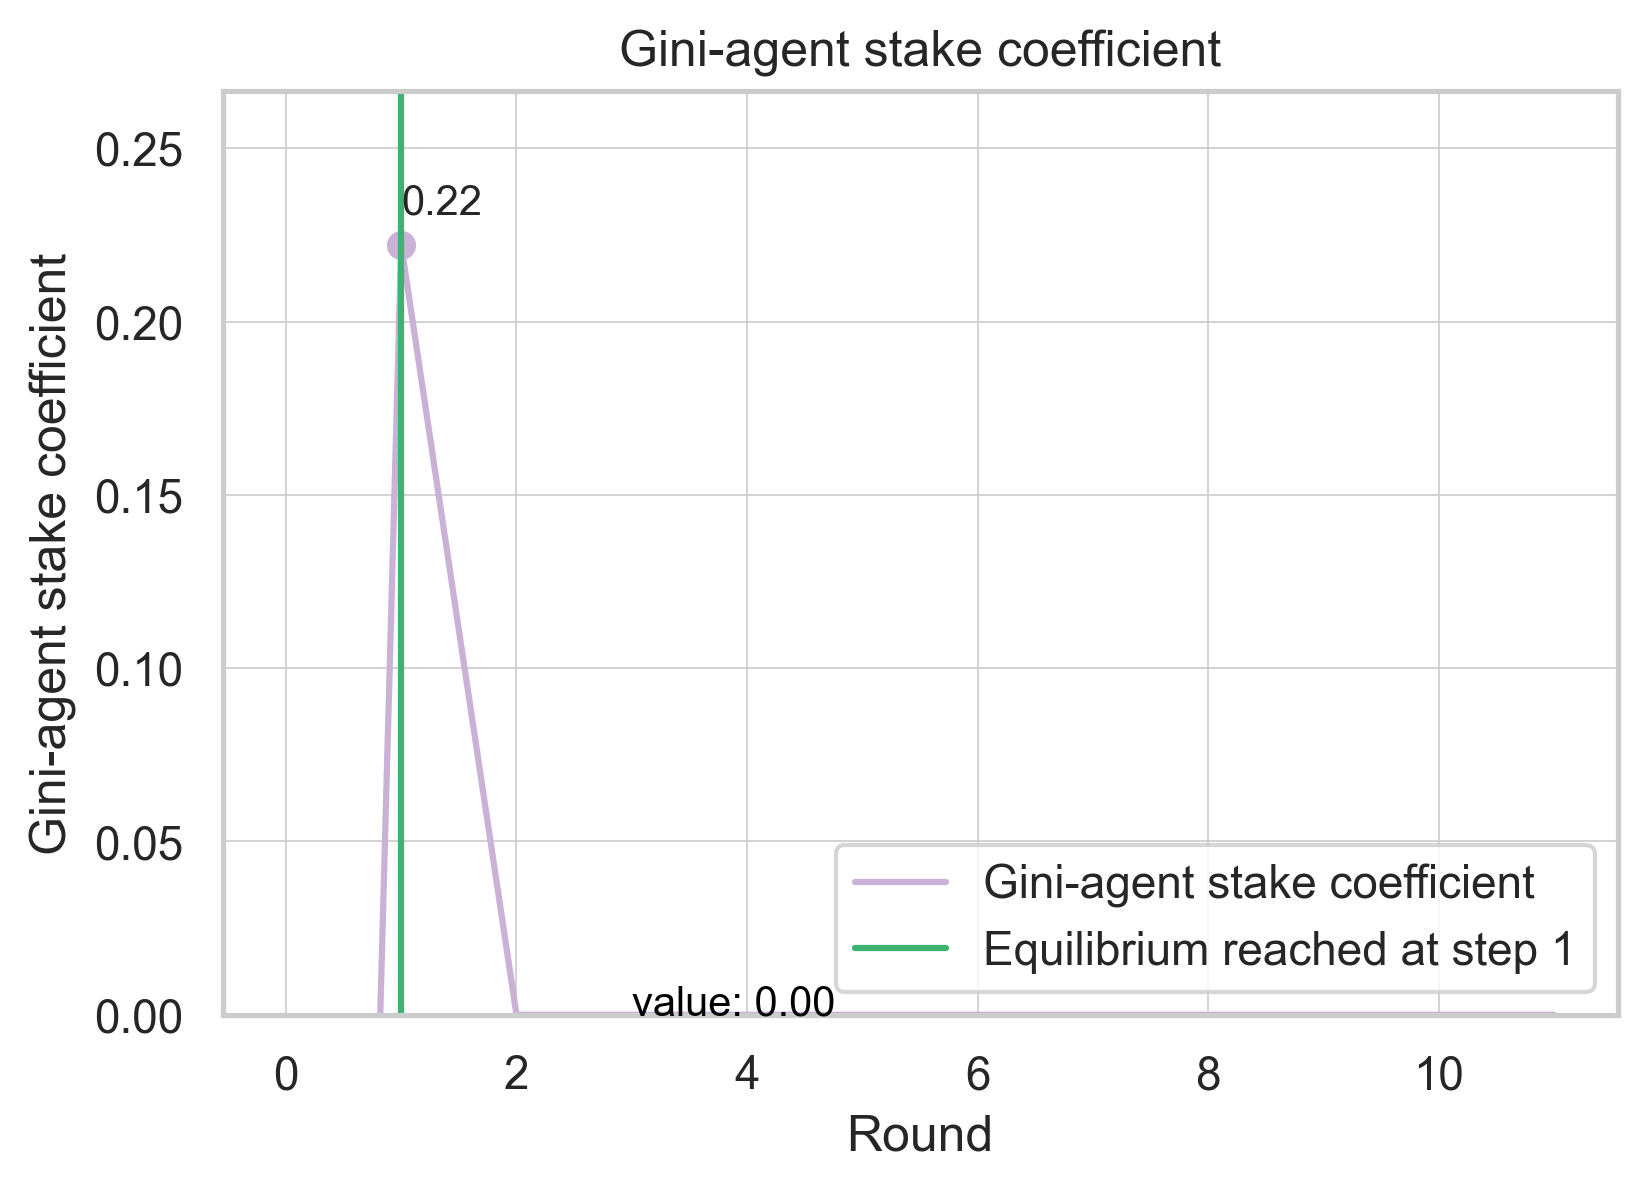 Gini-agent stake coefficient
Gini-agent stake coefficient
0.25
0.20
0.15
0.10
0.05
0.00
0.22
value: 0.00
Gini-agent stake coefficient
Equilibrium reached at step 1
0 2 4 6 8 10
Round